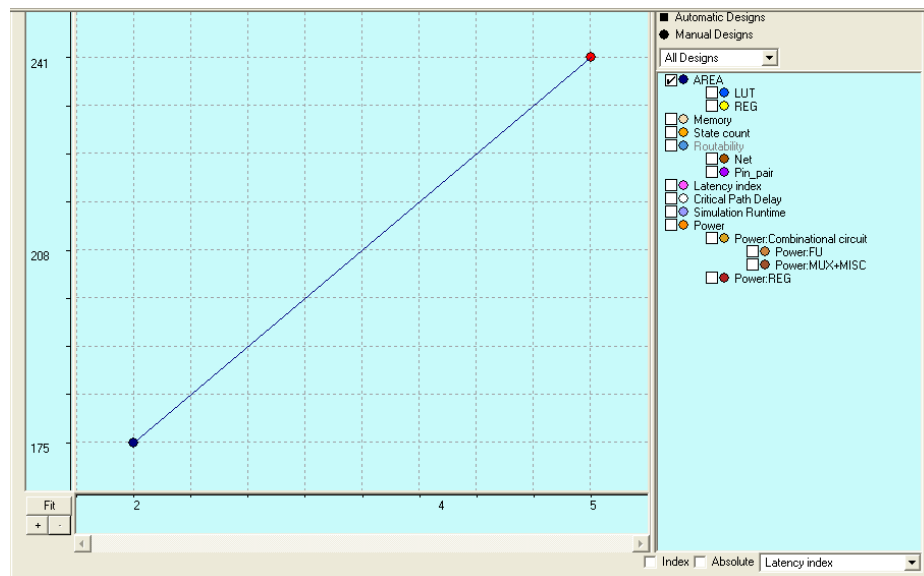 241
208
175
2 4 5
Fit
+ -
Automatic Designs
Manual Designs
All Designs
AREA
LUT
REG
Memory
State count
Routability
Net
Pin_pair
Latency index
Critical Path Delay
Simulation Runtime
Power
Power:Combinational circuit
Power:FU
Power:MUX+MISC
Power:REG
Index Absolute Latency index